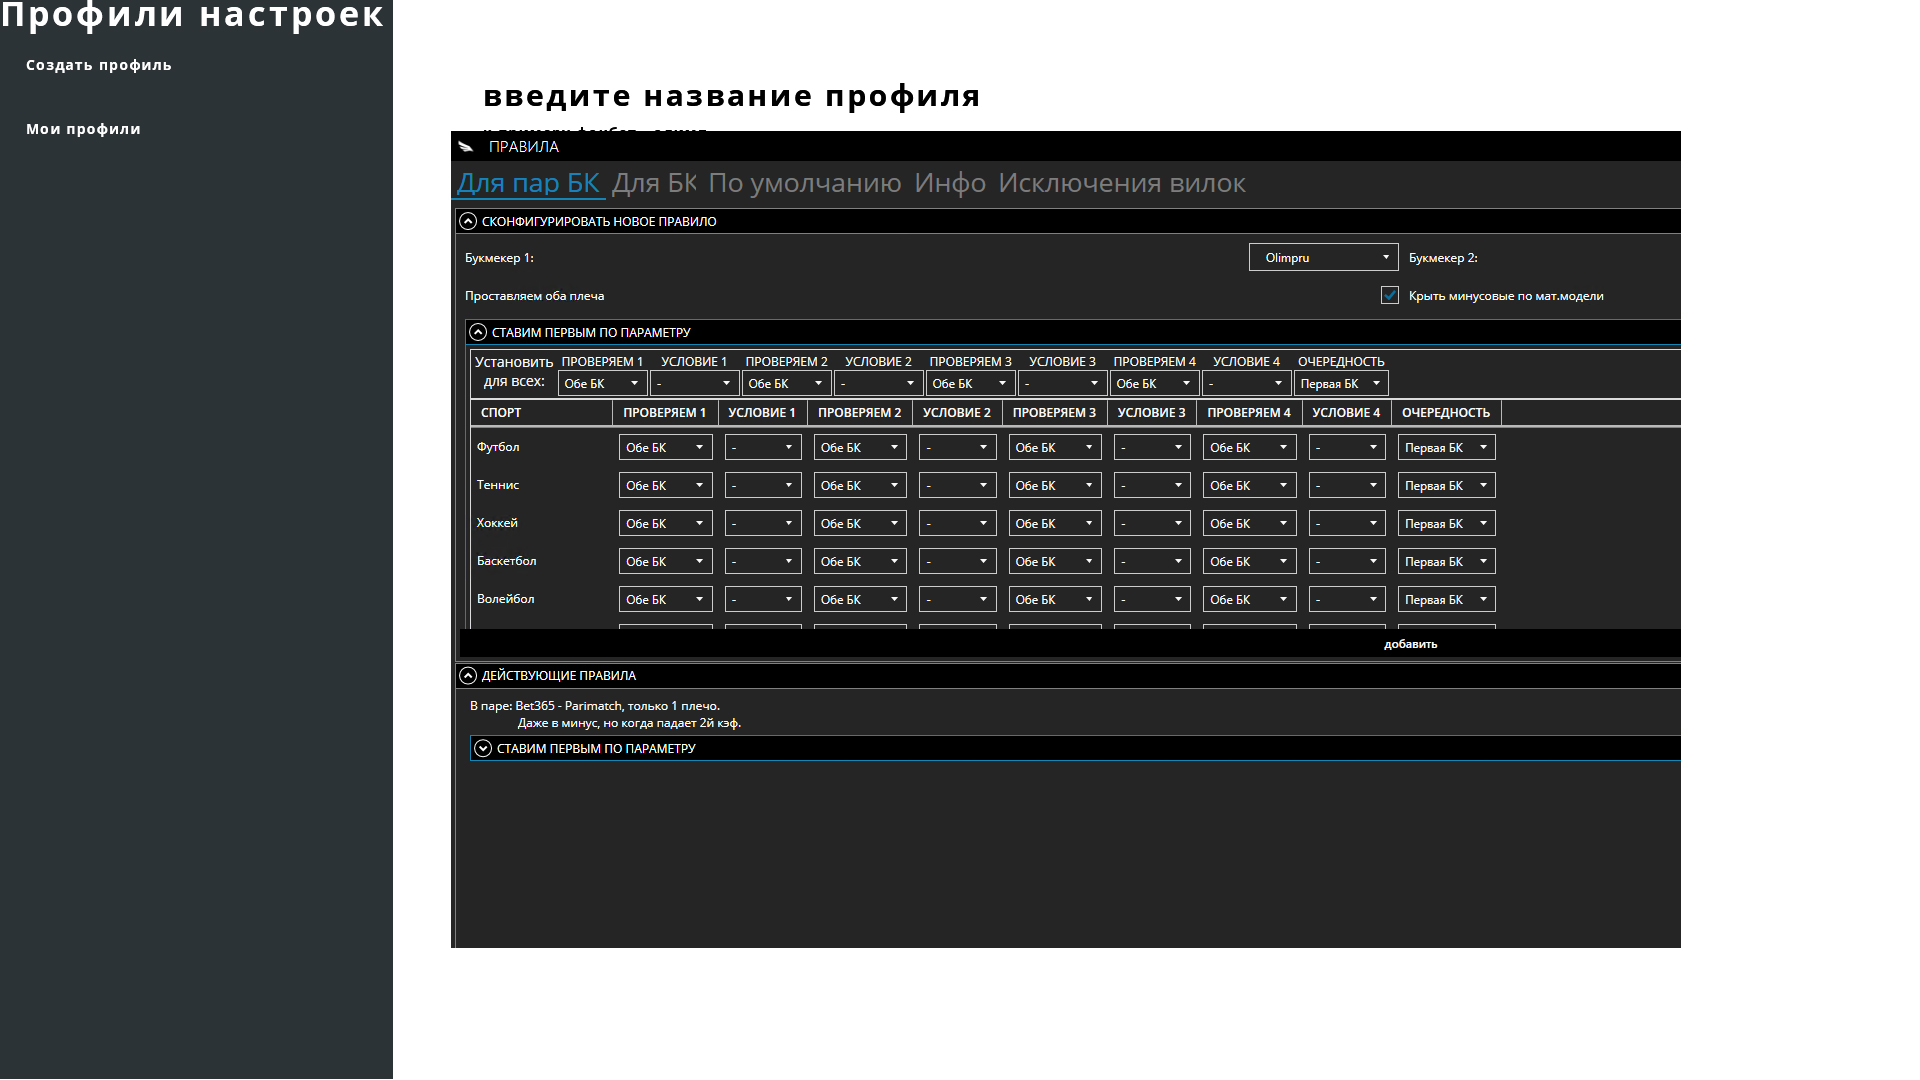 Профили настроек
Создать профиль
Мои профили
введите название профиля
ПРАВИЛА
Для пар БК Для БК По умолчанию Инфо Исключения вилок
СКОНФИГУРИРОВАТЬ НОВОЕ ПРАВИЛО
Букмекер 1: Olimpru Букмекер 2:
Проставляем оба плеча Крыть минусовые по мат.модели
СТАВИМ ПЕРВЫМ ПО ПАРАМЕТРУ
Установить для всех: ПРОВЕРЯЕМ 1 УСЛОВИЕ 1 ПРОВЕРЯЕМ 2 УСЛОВИЕ 2 ПРОВЕРЯЕМ 3 УСЛОВИЕ 3 ПРОВЕРЯЕМ 4 УСЛОВИЕ 4 ОЧЕРЕДНОСТЬ
Обе БК - Обе БК - Обе БК - Обе БК - Первая БК
СПОРТ ПРОВЕРЯЕМ 1 УСЛОВИЕ 1 ПРОВЕРЯЕМ 2 УСЛОВИЕ 2 ПРОВЕРЯЕМ 3 УСЛОВИЕ 3 ПРОВЕРЯЕМ 4 УСЛОВИЕ 4 ОЧЕРЕДНОСТЬ
Футбол Обе БК - Обе БК - Обе БК - Обе БК - Первая БК
Теннис Обе БК - Обе БК - Обе БК - Обе БК - Первая БК
Хоккей Обе БК - Обе БК - Обе БК - Обе БК - Первая БК
Баскетбол Обе БК - Обе БК - Обе БК - Обе БК - Первая БК
Волейбол Обе БК - Обе БК - Обе БК - Обе БК - Первая БК
добавить
ДЕЙСТВУЮЩИЕ ПРАВИЛА
В паре: Bet365 - Parimatch, только 1 плечо.
Даже в минус, но когда падает 2й кэф.
СТАВИМ ПЕРВЫМ ПО ПАРАМЕТРУ